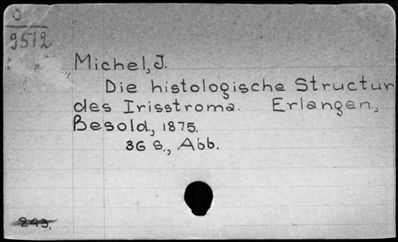 O
9512
Michel, J.
Die histologische Structur
des Irisstroma. Erlangen,
Besold, 1875.
36 S., Abb.
243.